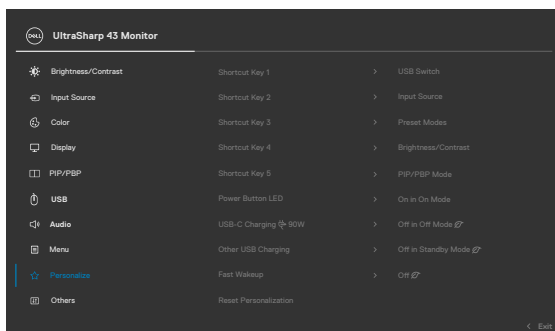 DELL UltraSharp 43 Monitor
Brightness/Contrast Shortcut Key 1 > USB Switch
Input Source Shortcut Key 2 > Input Source
Color Shortcut Key 3 > Preset Modes
Display Shortcut Key 4 > Brightness/Contrast
PIP/PBP Shortcut Key 5 > PIP/PBP Mode
USB Power Button LED > On in On Mode
Audio USB-C Charging 90W > Off in Off Mode
Menu Other USB Charging > Off in Standby Mode
Personalize Fast Wakeup > Off
Others Reset Personalization
< Exit